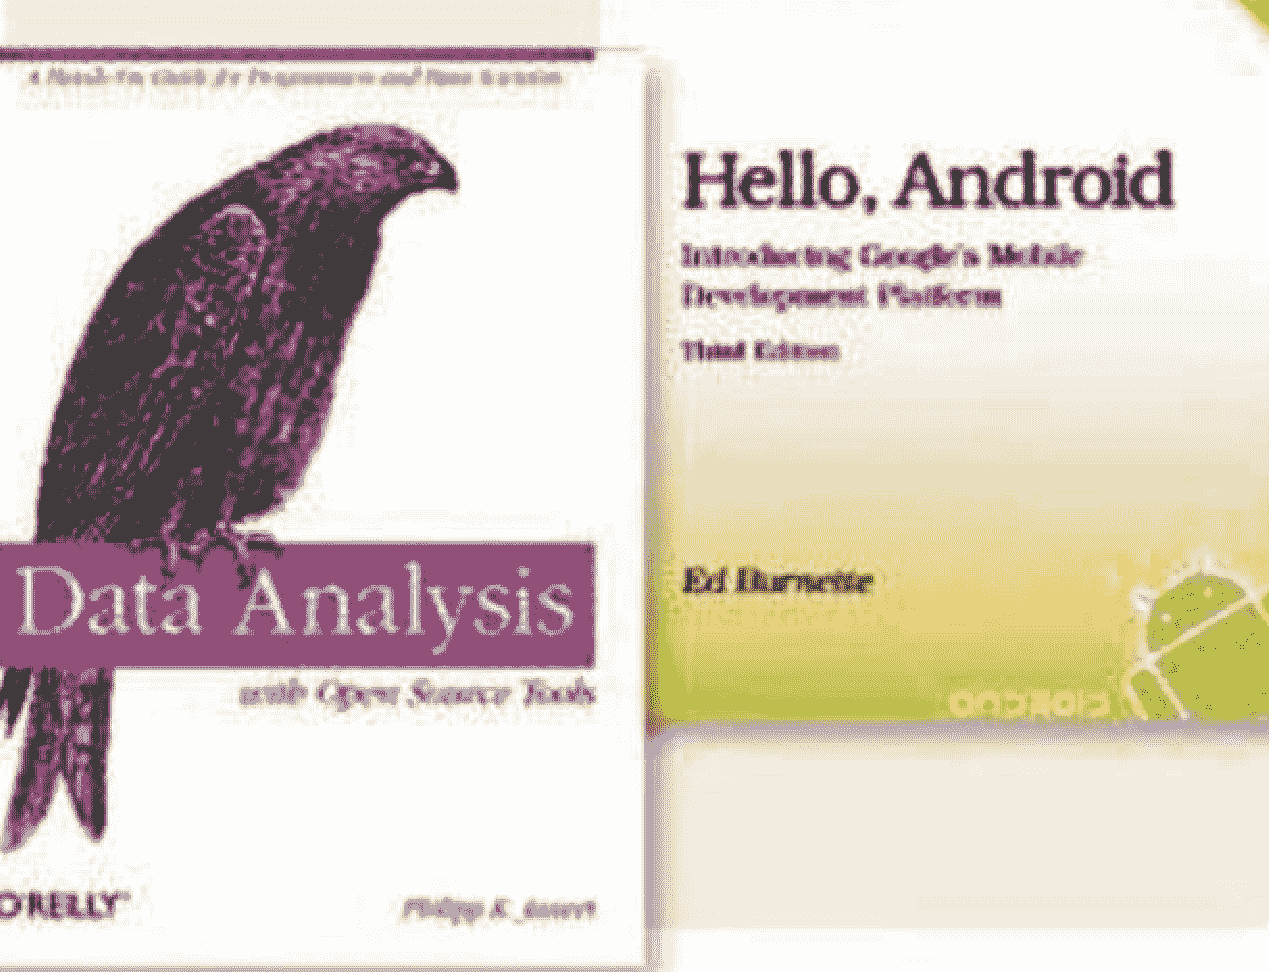 A Hands-On Guide for Programmers and Data Scientists
Data Analysis
with Open Source Tools
O'REILLY
Philipp K. Janert
Hello, Android
Introducing Google's Mobile
Development Platform
Third Edition
Ed Burnette